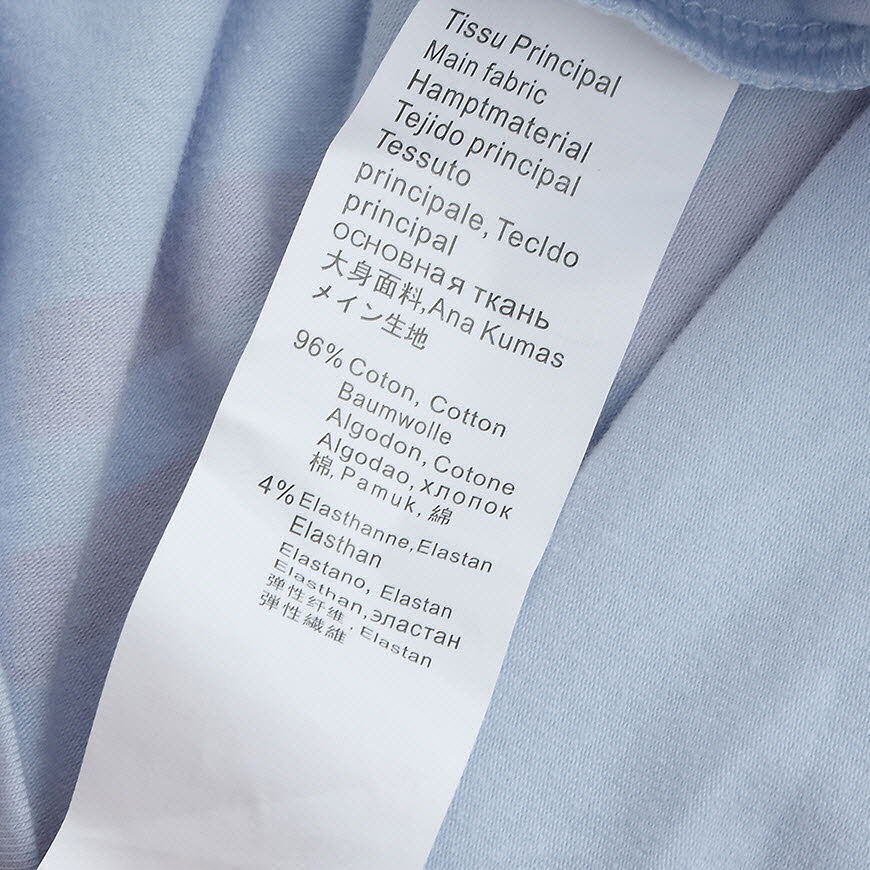 Tissu Principal
Main fabric
Hamptmaterial
Tejido principal
Tessuto
principale, Tecldo
principal
ОСНОВНая ткань
大身面料,Ana Kumas
メイン生地
96% Coton, Cotton
Baumwolle
Algodon, Cotone
Algodao, хлопок
棉, Pamuk, 綿
4% Elasthanne,Elastan
Elasthan
Elastano, Elastan
Elasthan,эластан
弹性纤维, Elastan
弾性繊維